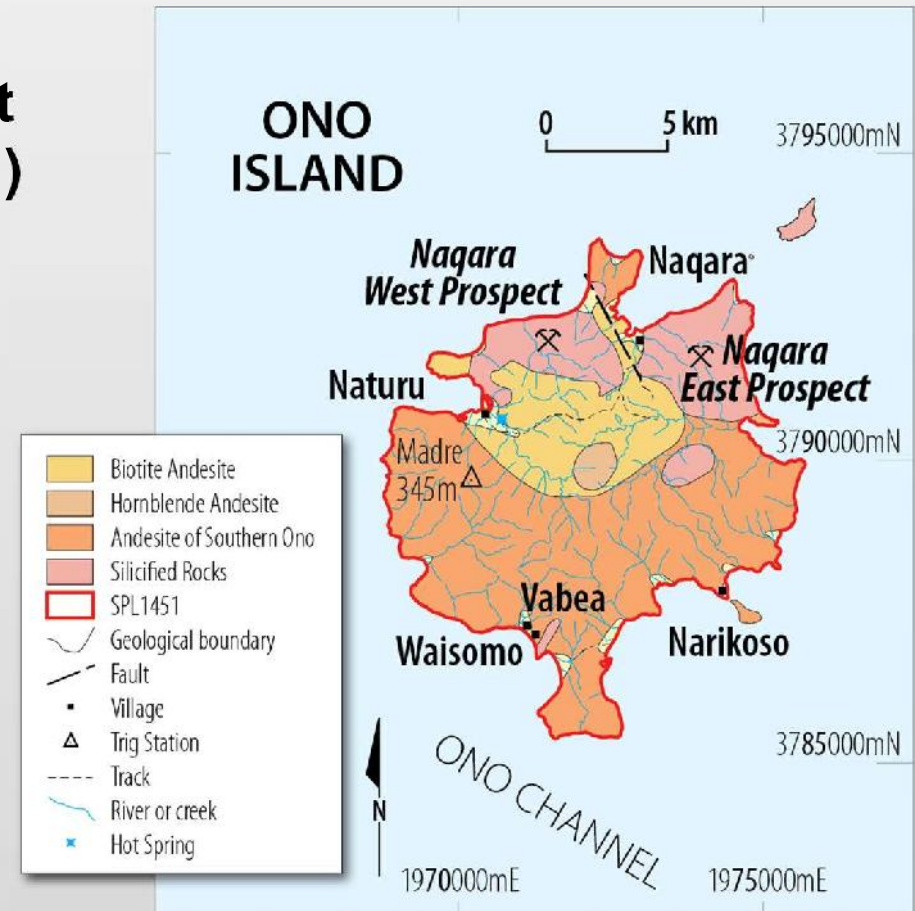 t
)
ONO
ISLAND
0 5 km
3795000mN
Naqara
West Prospect
Naqara
Naqara
East Prospect
Naturu
3790000mN
Madre
345m
Biotite Andesite
Hornblende Andesite
Andesite of Southern Ono
Silicified Rocks
SPL1451
Geological boundary
Fault
Village
Trig Station
Track
River or creek
Hot Spring
Vabea
Waisomo
Narikoso
3785000mN
ONO CHANNEL
N
1970000mE
1975000mE